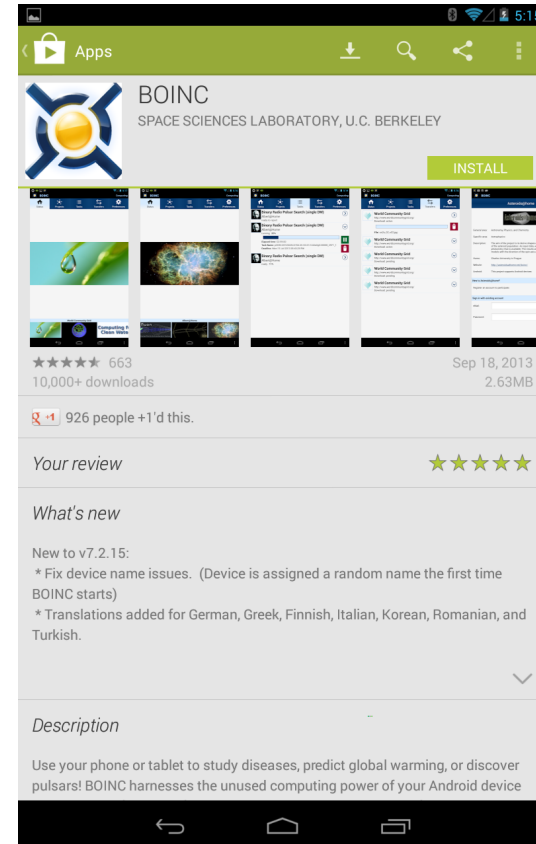 5:15
Apps
BOINC
SPACE SCIENCES LABORATORY, U.C. BERKELEY
INSTALL
Computing f
Clean Wate
663
Sep 18, 2013
10,000+ downloads
2.63MB
g +1 926 people +1'd this.
Your review
What's new
New to v7.2.15:
* Fix device name issues. (Device is assigned a random name the first time
BOINC starts)
* Translations added for German, Greek, Finnish, Italian, Korean, Romanian, and
Turkish.
Description
Use your phone or tablet to study diseases, predict global warming, or discover
pulsars! BOINC harnesses the unused computing power of your Android device